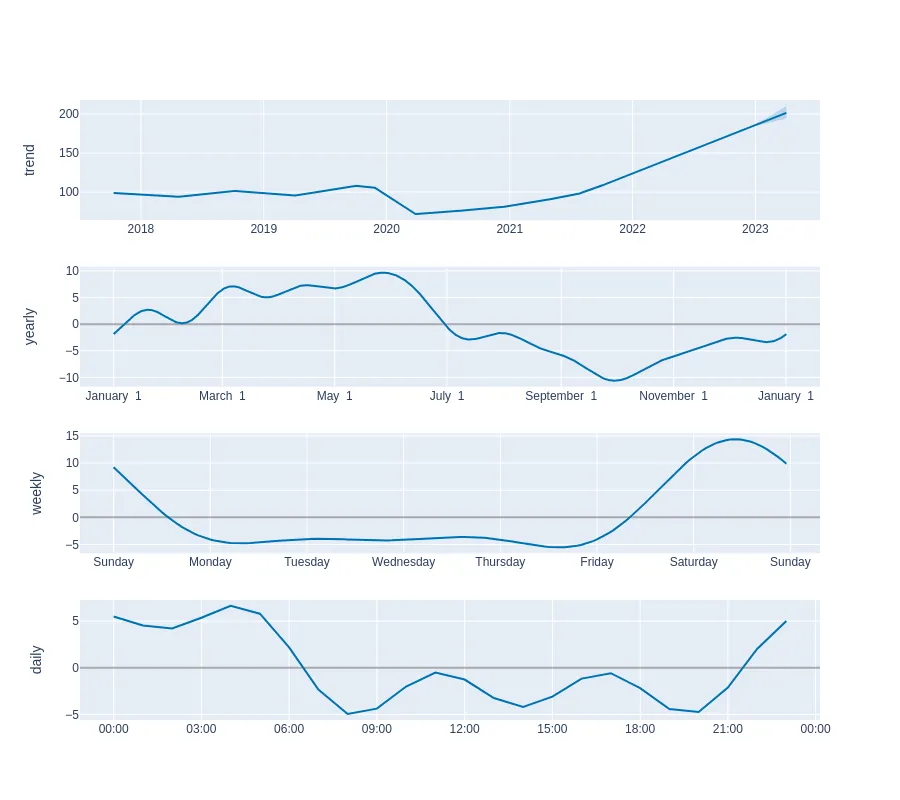 trend
200
150
100
2018 2019 2020 2021 2022 2023
yearly
10
5
0
−5
−10
January 1 March 1 May 1 July 1 September 1 November 1 January 1
weekly
15
10
5
0
−5
Sunday Monday Tuesday Wednesday Thursday Friday Saturday Sunday
daily
5
0
−5
00:00 03:00 06:00 09:00 12:00 15:00 18:00 21:00 00:00